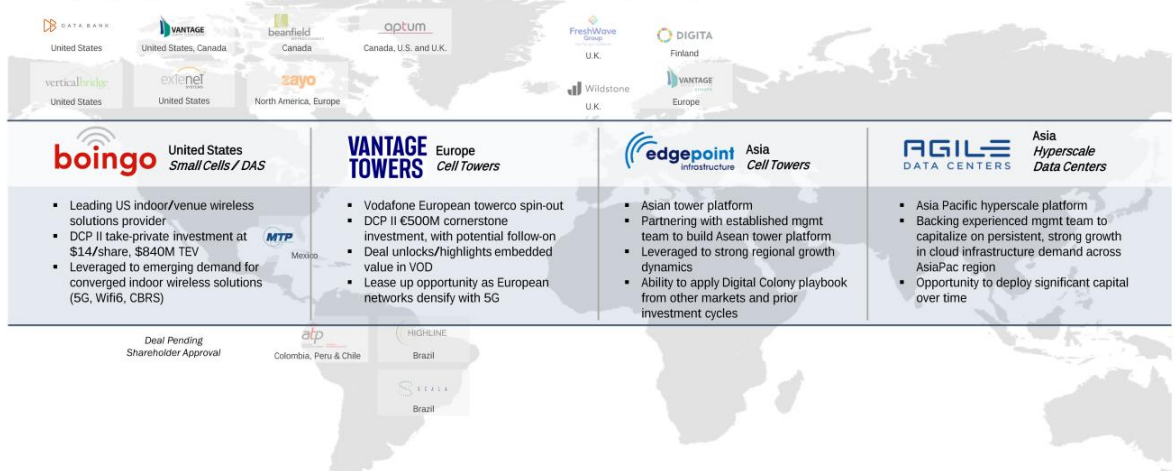 DATA BANK
United States
VANTAGE
DATA CENTERS
United States, Canada
beanfield
Canada
aptum
Canada, U.S. and U.K.
FreshWave
Group
U.K.
DIGITA
Finland
verticalbridge
United States
extenet
SYSTEMS
United States
zayo
North America, Europe
Wildstone
U.K.
VANTAGE
Europe
boingo
United States
Small Cells / DAS
▪ Leading US indoor/venue wireless
solutions provider
▪ DCP II take-private investment at
$14/share, $840M TEV
▪ Leveraged to emerging demand for
converged indoor wireless solutions
(5G, Wifi6, CBRS)
MTP
Mexico
VANTAGE
TOWERS
Europe
Cell Towers
▪ Vodafone European towerco spin-out
▪ DCP II €500M cornerstone
investment, with potential follow-on
▪ Deal unlocks/highlights embedded
value in VOD
▪ Lease up opportunity as European
networks densify with 5G
edgepoint
infrastructure
Asia
Cell Towers
▪ Asian tower platform
▪ Partnering with established mgmt
team to build Asean tower platform
▪ Leveraged to strong regional growth
dynamics
▪ Ability to apply Digital Colony playbook
from other markets and prior
investment cycles
AGILE
DATA CENTERS
Asia
Hyperscale
Data Centers
▪ Asia Pacific hyperscale platform
▪ Backing experienced mgmt team to
capitalize on persistent, strong growth
in cloud infrastructure demand across
AsiaPac region
▪ Opportunity to deploy significant capital
over time
Deal Pending
Shareholder Approval
atp
Colombia, Peru & Chile
HIGHLINE
Brazil
SCALA
Brazil